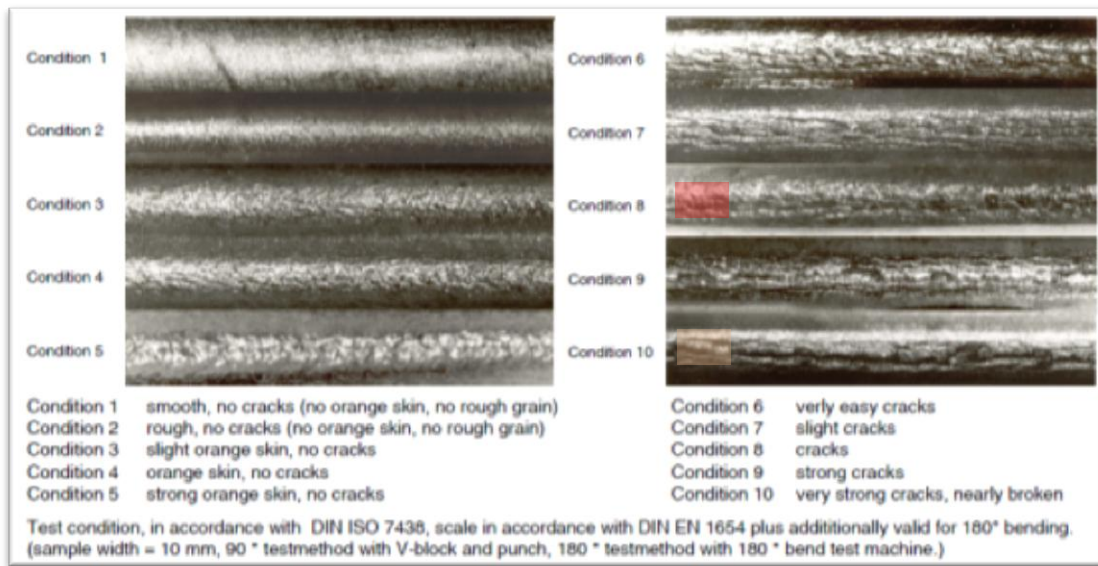 Condition 1
Condition 2
Condition 3
Condition 4
Condition 5
Condition 6
Condition 7
Condition 8
Condition 9
Condition 10
Condition 1 smooth, no cracks (no orange skin, no rough grain)
Condition 2 rough, no cracks (no orange skin, no rough grain)
Condition 3 slight orange skin, no cracks
Condition 4 orange skin, no cracks
Condition 5 strong orange skin, no cracks
Condition 6 verly easy cracks
Condition 7 slight cracks
Condition 8 cracks
Condition 9 strong cracks
Condition 10 very strong cracks, nearly broken
Test condition, in accordance with DIN ISO 7438, scale in accordance with DIN EN 1654 plus addititionally valid for 180° bending.
(sample width = 10 mm, 90 ° testmethod with V-block and punch, 180 ° testmethod with 180 ° bend test machine.)